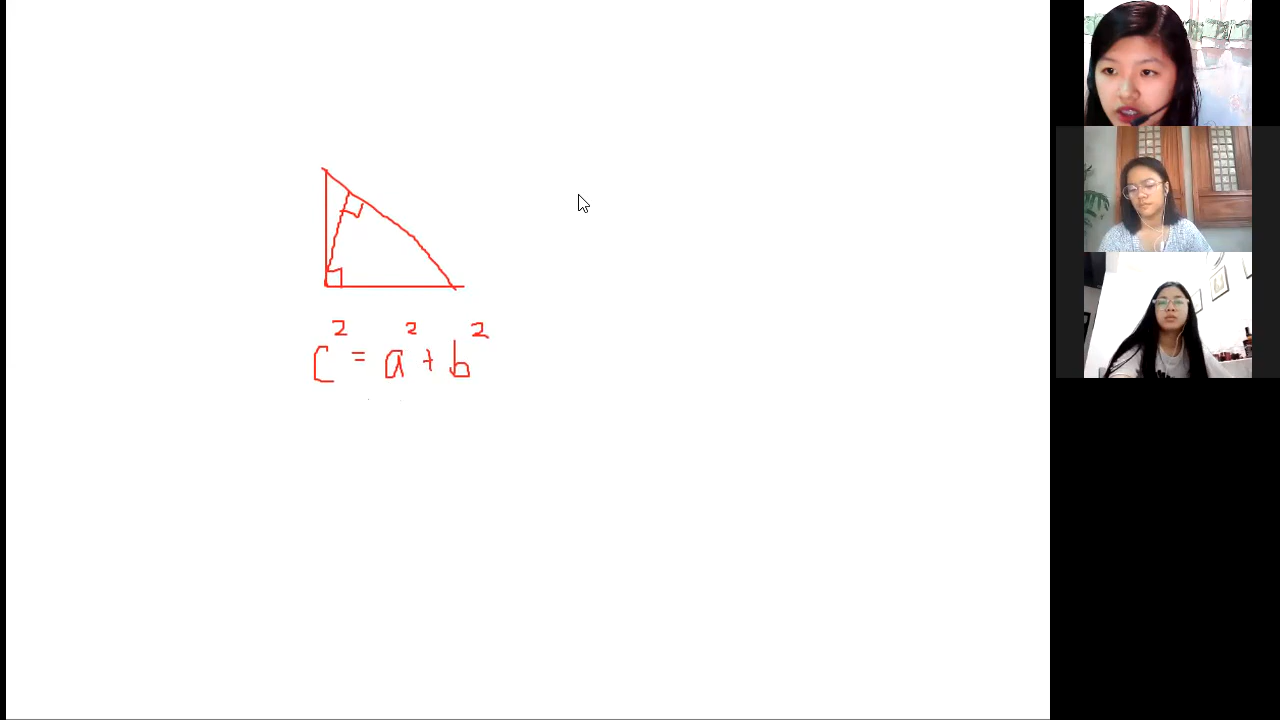 c² = a² + b²